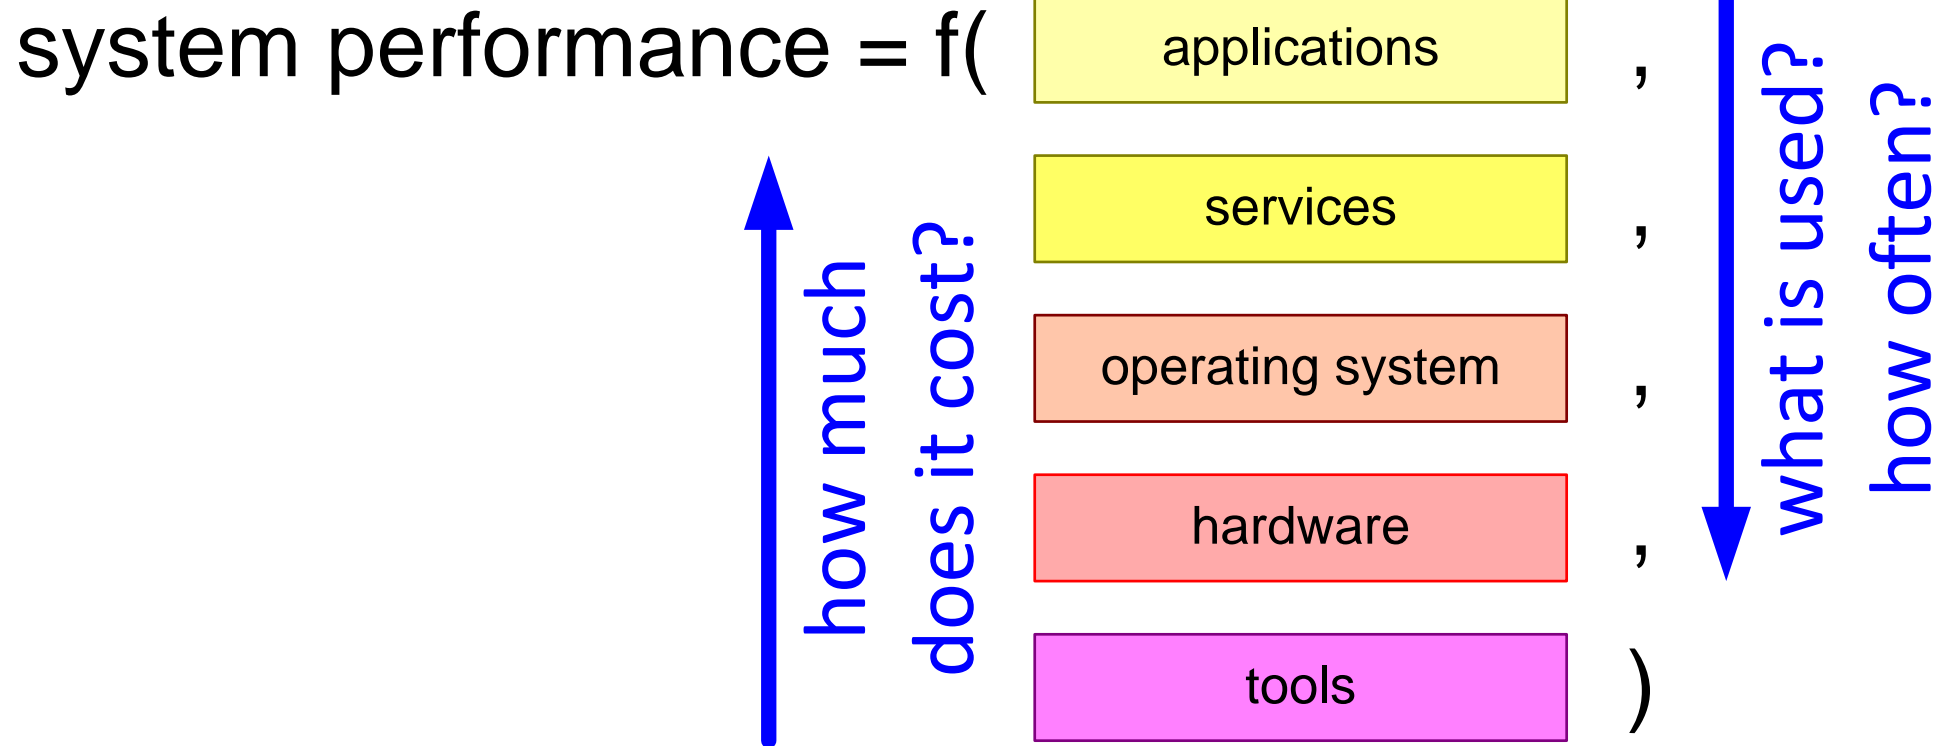 system performance = f( applications ,
services ,
operating system ,
hardware ,
tools )
how much
does it cost?
what is used?
how often?